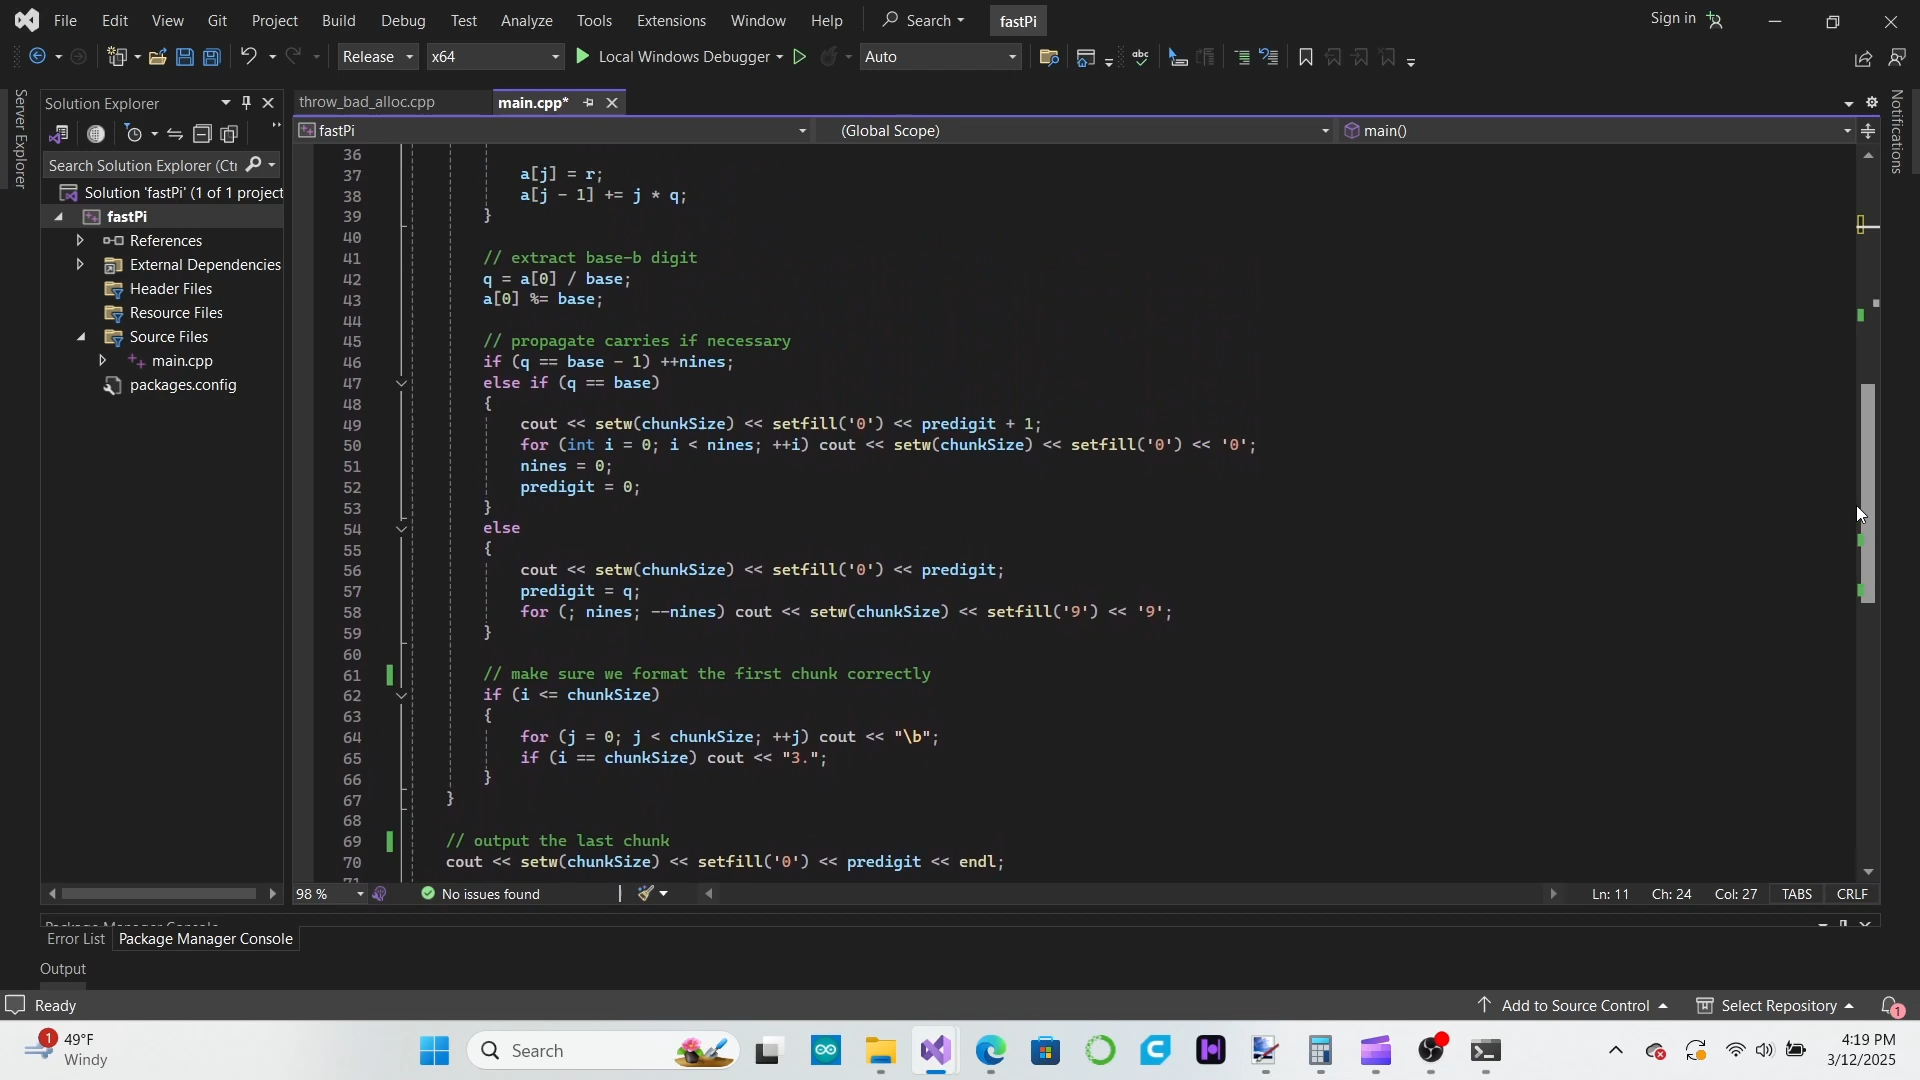 File Edit View Git Project Build Debug Test Analyze Tools Extensions Window Help Search fastPi Sign in
Release x64 Local Windows Debugger Auto abc
Server Explorer
Solution Explorer
throw_bad_alloc.cpp main.cpp*
Notifications
fastPi (Global Scope) main()
Search Solution Explorer (Ctr
Solution 'fastPi' (1 of 1 project
fastPi
References
External Dependencies
Header Files
Resource Files
Source Files
main.cpp
packages.config
36
37 a[j] = r;
38 a[j - 1] += j * q;
39 }
40
41 // extract base-b digit
42 q = a[0] / base;
43 a[0] %= base;
44
45 // propagate carries if necessary
46 if (q == base - 1) ++nines;
47 else if (q == base)
48 {
49 cout << setw(chunkSize) << setfill('0') << predigit + 1;
50 for (int i = 0; i < nines; ++i) cout << setw(chunkSize) << setfill('0') << '0';
51 nines = 0;
52 predigit = 0;
53 }
54 else
55 {
56 cout << setw(chunkSize) << setfill('0') << predigit;
57 predigit = q;
58 for (; nines; --nines) cout << setw(chunkSize) << setfill('9') << '9';
59 }
60
61 // make sure we format the first chunk correctly
62 if (i <= chunkSize)
63 {
64 for (j = 0; j < chunkSize; ++j) cout << "\b";
65 if (i == chunkSize) cout << "3.";
66 }
67 }
68
69 // output the last chunk
70 cout << setw(chunkSize) << setfill('0') << predigit << endl;
71
98 % No issues found Ln: 11 Ch: 24 Col: 27 TABS CRLF
Package Manager Console
Error List Package Manager Console
Output
Ready Add to Source Control Select Repository 1
1 49°F
Windy
Search
4:19 PM
3/12/2025